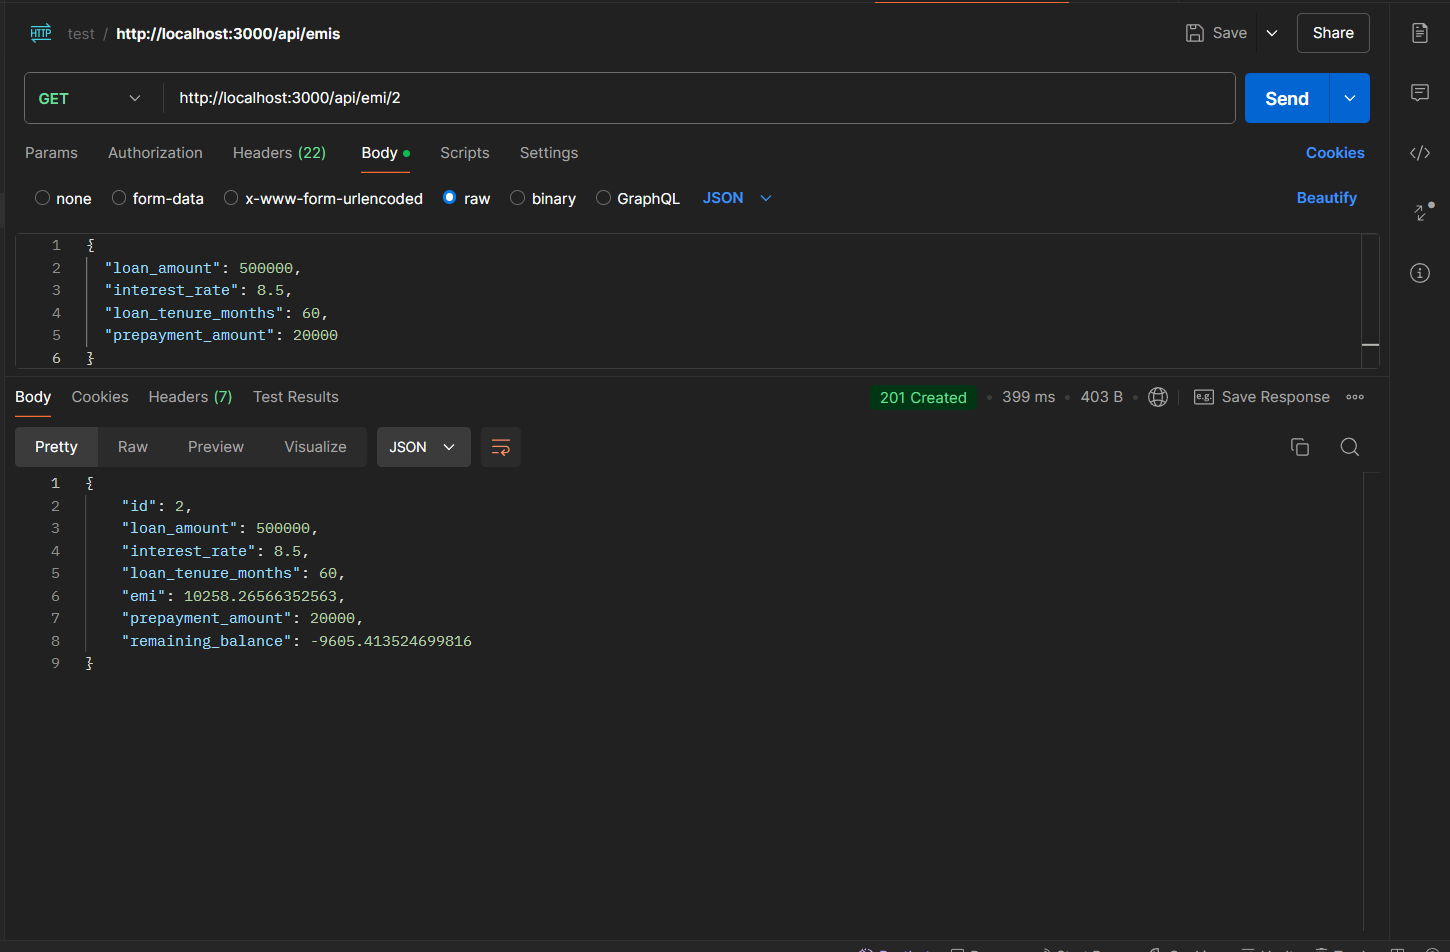 HTTP test / http://localhost:3000/api/emis Save Share
GET http://localhost:3000/api/emi/2 Send
Params Authorization Headers (22) Body Scripts Settings Cookies
none form-data x-www-form-urlencoded raw binary GraphQL JSON Beautify
1 {
2 "loan_amount": 500000,
3 "interest_rate": 8.5,
4 "loan_tenure_months": 60,
5 "prepayment_amount": 20000
6 }
Body Cookies Headers (7) Test Results 201 Created • 399 ms • 403 B • e.g. Save Response
Pretty Raw Preview Visualize JSON
1 {
2 "id": 2,
3 "loan_amount": 500000,
4 "interest_rate": 8.5,
5 "loan_tenure_months": 60,
6 "emi": 10258.26566352563,
7 "prepayment_amount": 20000,
8 "remaining_balance": -9605.413524699816
9 }